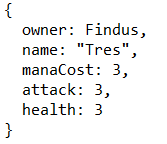 {
  owner: Findus,
  name: "Tres",
  manaCost: 3,
  attack: 3,
  health: 3
}